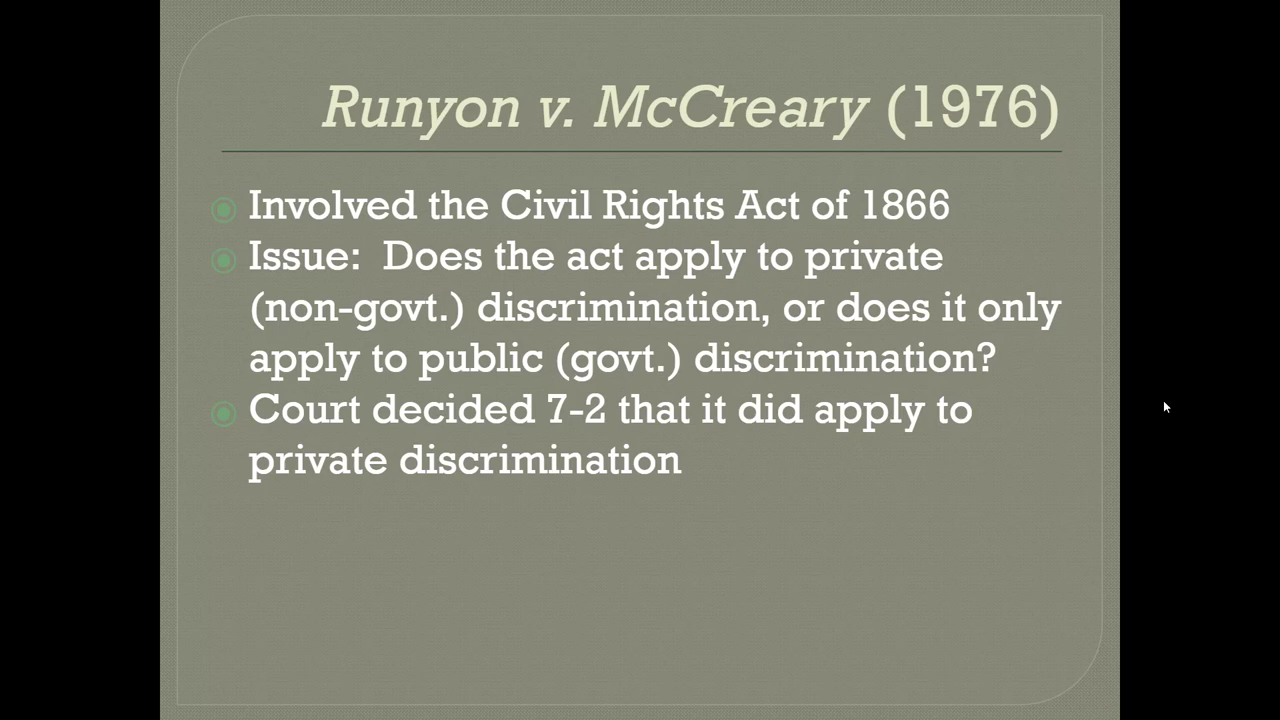 Runyon v. McCreary (1976)
Involved the Civil Rights Act of 1866
Issue:  Does the act apply to private
(non-govt.) discrimination, or does it only
apply to public (govt.) discrimination?
Court decided 7-2 that it did apply to
private discrimination